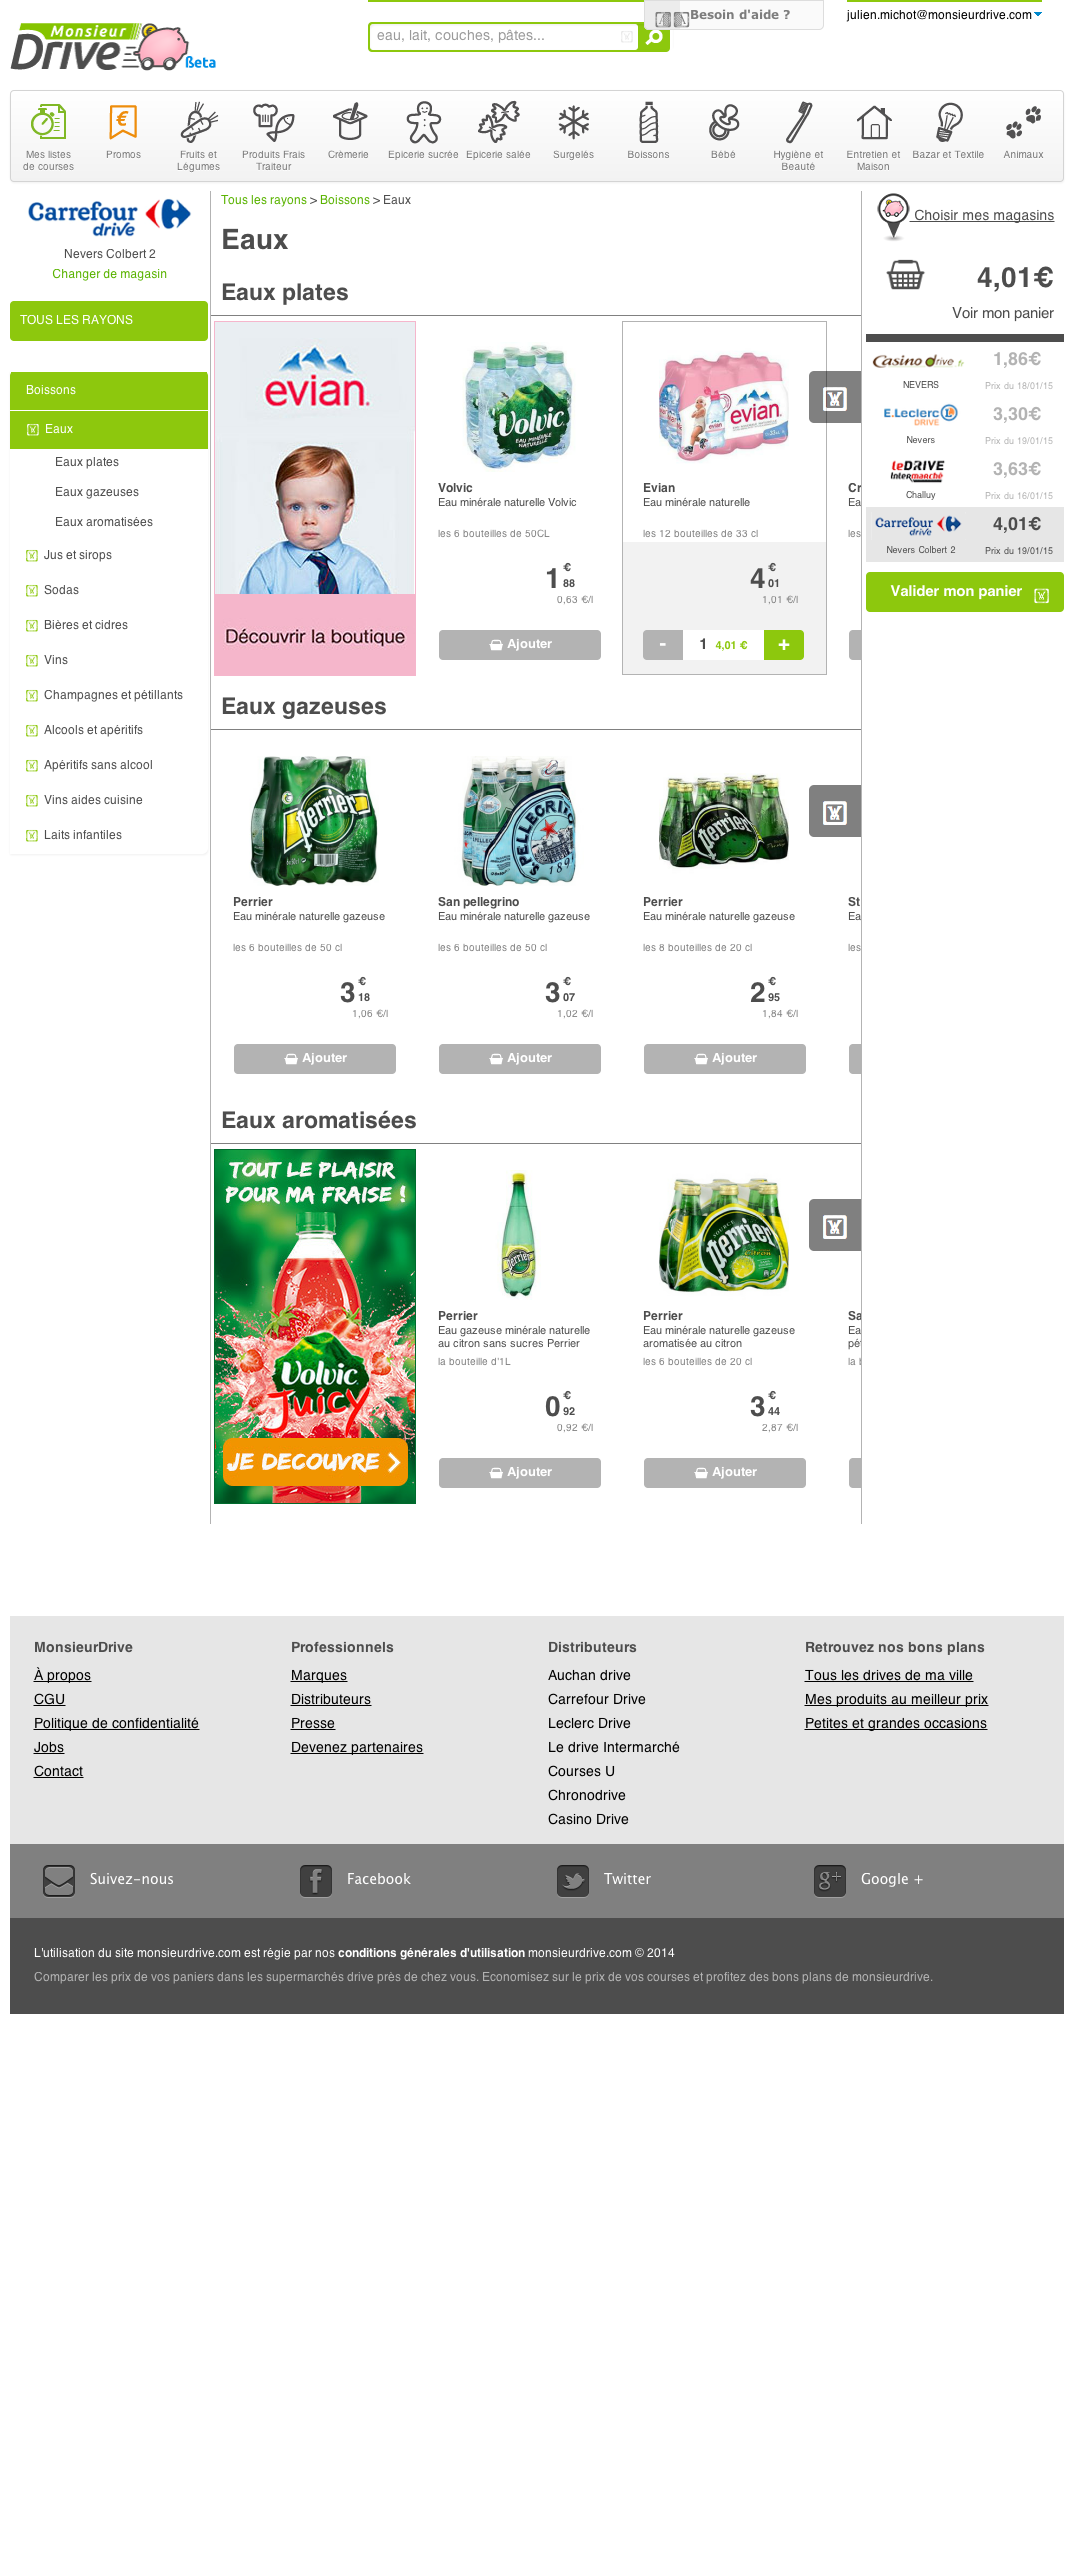 Monsieur
Drive
Beta
eau, lait, couches, pâtes...
Besoin d'aide ?
julien.michot@monsieurdrive.com
Mes listes
de courses
Promos
Fruits et
Légumes
Produits Frais
Traiteur
Crèmerie
Epicerie sucrée
Epicerie salée
Surgelés
Boissons
Bébé
Hygiène et
Beauté
Entretien et
Maison
Bazar et Textile
Animaux
Carrefour
drive
Nevers Colbert 2
Changer de magasin
TOUS LES RAYONS
Boissons
Eaux
Eaux plates
Eaux gazeuses
Eaux aromatisées
Jus et sirops
Sodas
Bières et cidres
Vins
Champagnes et pétillants
Alcools et apéritifs
Apéritifs sans alcool
Vins aides cuisine
Laits infantiles
Tous les rayons > Boissons > Eaux
Eaux
Eaux plates
evian.
Découvrir la boutique
Volvic
Volvic
Eau minérale naturelle Volvic
les 6 bouteilles de 50CL
1 € 88
0,63 €/l
Ajouter
evian
Evian
Eau minérale naturelle
les 12 bouteilles de 33 cl
4 € 01
1,01 €/l
- 1 4,01 € +
Cr
Ea
les
Eaux gazeuses
perrier
Perrier
Eau minérale naturelle gazeuse
les 6 bouteilles de 50 cl
3 € 18
1,06 €/l
Ajouter
S.PELLEGRINO
San pellegrino
Eau minérale naturelle gazeuse
les 6 bouteilles de 50 cl
3 € 07
1,02 €/l
Ajouter
perrier
Perrier
Eau minérale naturelle gazeuse
les 8 bouteilles de 20 cl
2 € 95
1,84 €/l
Ajouter
St
Ea
les
Eaux aromatisées
TOUT LE PLAISIR
POUR MA FRAISE !
Volvic
Juicy
JE DECOUVRE
perrier
Perrier
Eau gazeuse minérale naturelle
au citron sans sucres Perrier
la bouteille d'1L
0 € 92
0,92 €/l
Ajouter
perrier
Perrier
Eau minérale naturelle gazeuse
aromatisée au citron
les 6 bouteilles de 20 cl
3 € 44
2,87 €/l
Ajouter
Sa
Ea
pét
la b
Choisir mes magasins
4,01€
Voir mon panier
Casino drive.fr
NEVERS
1,86€
Prix du 18/01/15
E.Leclerc
DRIVE
Nevers
3,30€
Prix du 19/01/15
leDRIVE
Intermarché
Challuy
3,63€
Prix du 16/01/15
Carrefour
drive
Nevers Colbert 2
4,01€
Prix du 19/01/15
Valider mon panier
MonsieurDrive
À propos
CGU
Politique de confidentialité
Jobs
Contact
Professionnels
Marques
Distributeurs
Presse
Devenez partenaires
Distributeurs
Auchan drive
Carrefour Drive
Leclerc Drive
Le drive Intermarché
Courses U
Chronodrive
Casino Drive
Retrouvez nos bons plans
Tous les drives de ma ville
Mes produits au meilleur prix
Petites et grandes occasions
Suivez-nous
Facebook
Twitter
Google +
L'utilisation du site monsieurdrive.com est régie par nos conditions générales d'utilisation monsieurdrive.com © 2014
Comparer les prix de vos paniers dans les supermarchés drive près de chez vous. Economisez sur le prix de vos courses et profitez des bons plans de monsieurdrive.